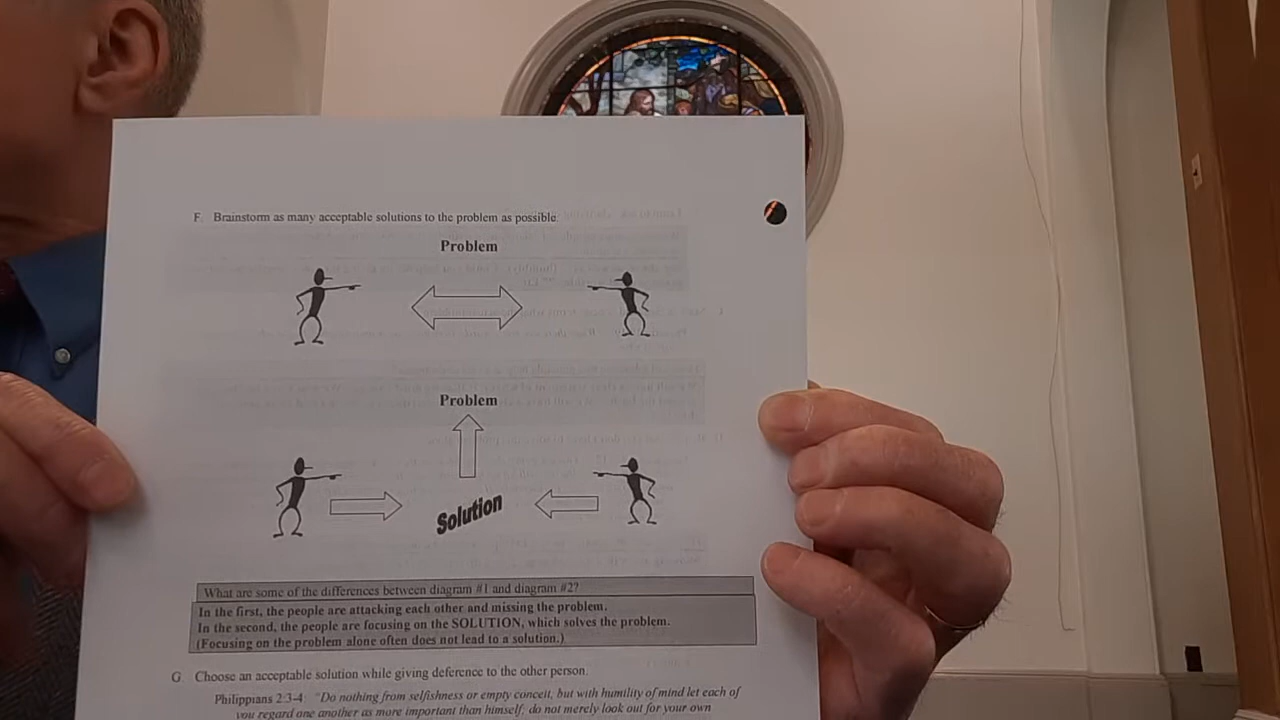 F. Brainstorm as many acceptable solutions to the problem as possible.
Problem
Problem
Solution
What are some of the differences between diagram #1 and diagram #2?
In the first, the people are attacking each other and missing the problem.
In the second, the people are focusing on the SOLUTION, which solves the problem.
(Focusing on the problem alone often does not lead to a solution.)
G. Choose an acceptable solution while giving deference to the other person.
Philippians 2:3-4: "Do nothing from selfishness or empty conceit, but with humility of mind let each of
you regard one another as more important than himself; do not merely look out for your own